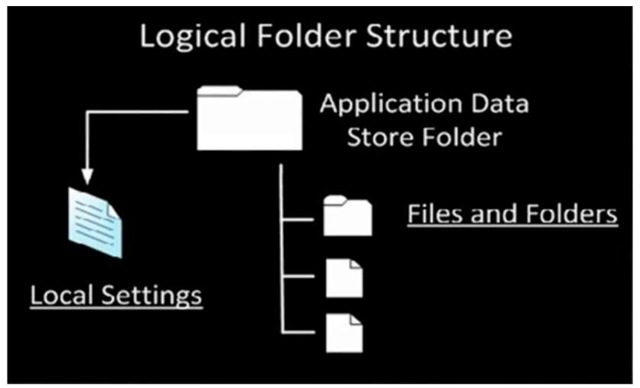 Logical Folder Structure
Application Data
Store Folder
Files and Folders
Local Settings